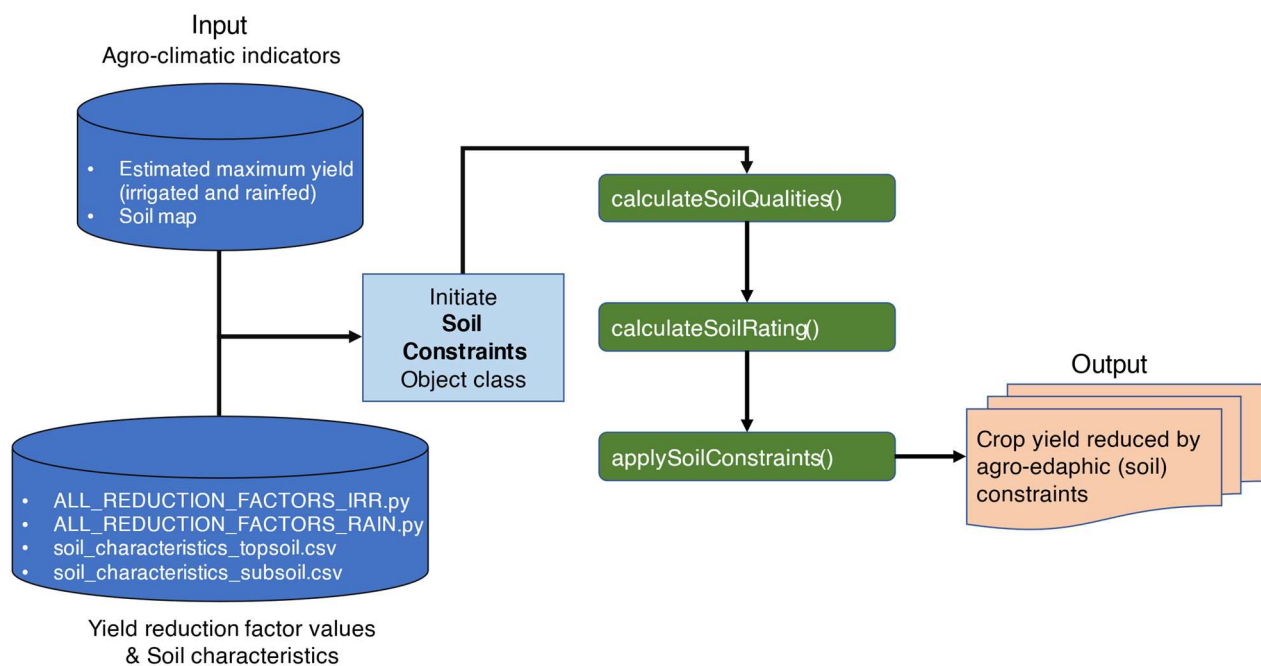 Input
Agro-climatic indicators
• Estimated maximum yield
(irrigated and rain-fed)
• Soil map
Initiate
Soil
Constraints
Object class
• ALL_REDUCTION_FACTORS_IRR.py
• ALL_REDUCTION_FACTORS_RAIN.py
• soil_characteristics_topsoil.csv
• soil_characteristics_subsoil.csv
Yield reduction factor values
& Soil characteristics
calculateSoilQualities()
calculateSoilRating()
applySoilConstraints()
Output
Crop yield reduced by
agro-edaphic (soil)
constraints